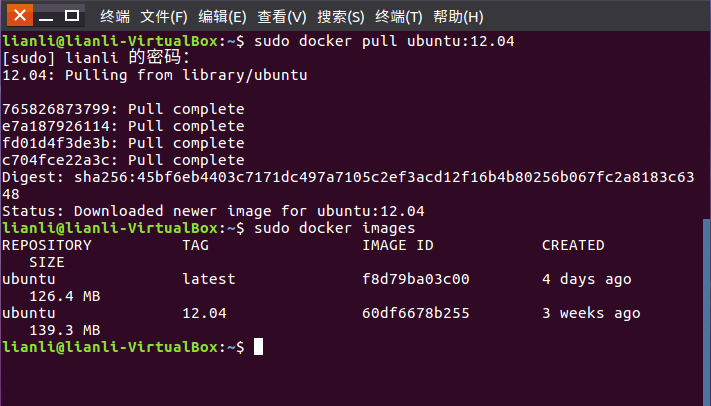 终端 文件(F) 编辑(E) 查看(V) 搜索(S) 终端(T) 帮助(H)
lianli@lianli-VirtualBox:~$ sudo docker pull ubuntu:12.04
[sudo] lianli 的密码：
12.04: Pulling from library/ubuntu
765826873799: Pull complete
e7a187926114: Pull complete
fd01d4f3de3b: Pull complete
c704fce22a3c: Pull complete
Digest: sha256:45bf6eb4403c7171dc497a7105c2ef3acd12f16b4b80256b067fc2a8183c63
48
Status: Downloaded newer image for ubuntu:12.04
lianli@lianli-VirtualBox:~$ sudo docker images
REPOSITORY TAG IMAGE ID CREATED
SIZE
ubuntu latest f8d79ba03c00 4 days ago
126.4 MB
ubuntu 12.04 60df6678b255 3 weeks ago
139.3 MB
lianli@lianli-VirtualBox:~$